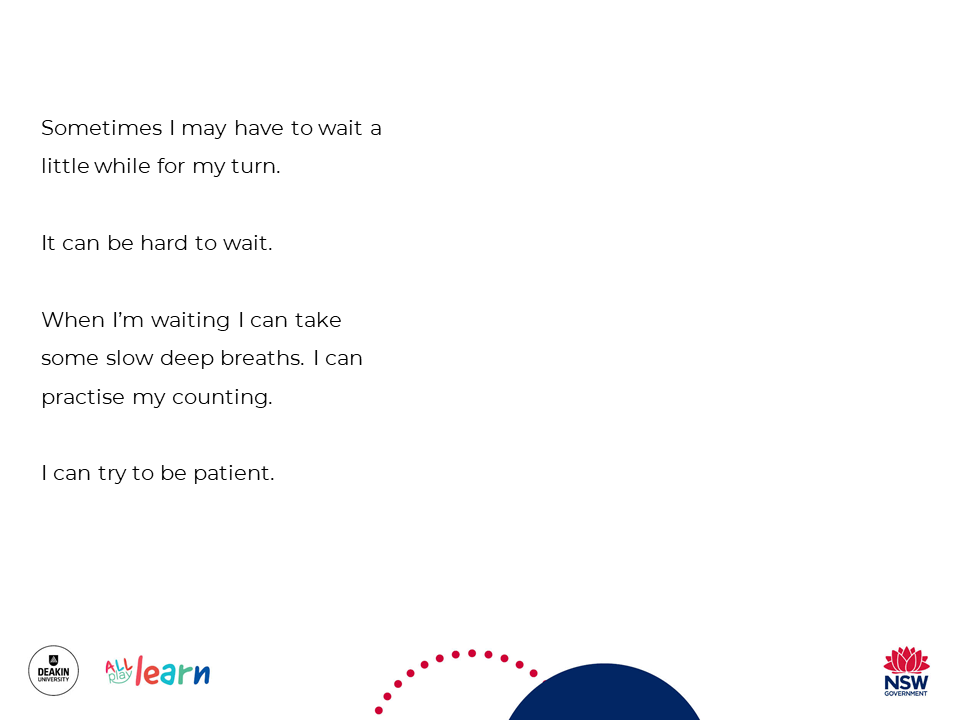 Sometimes I may have to wait a
little while for my turn.
It can be hard to wait.
When I’m waiting I can take
some slow deep breaths. I can
practise my counting.
I can try to be patient.
DEAKIN
UNIVERSITY
ALL
play
learn
NSW
GOVERNMENT